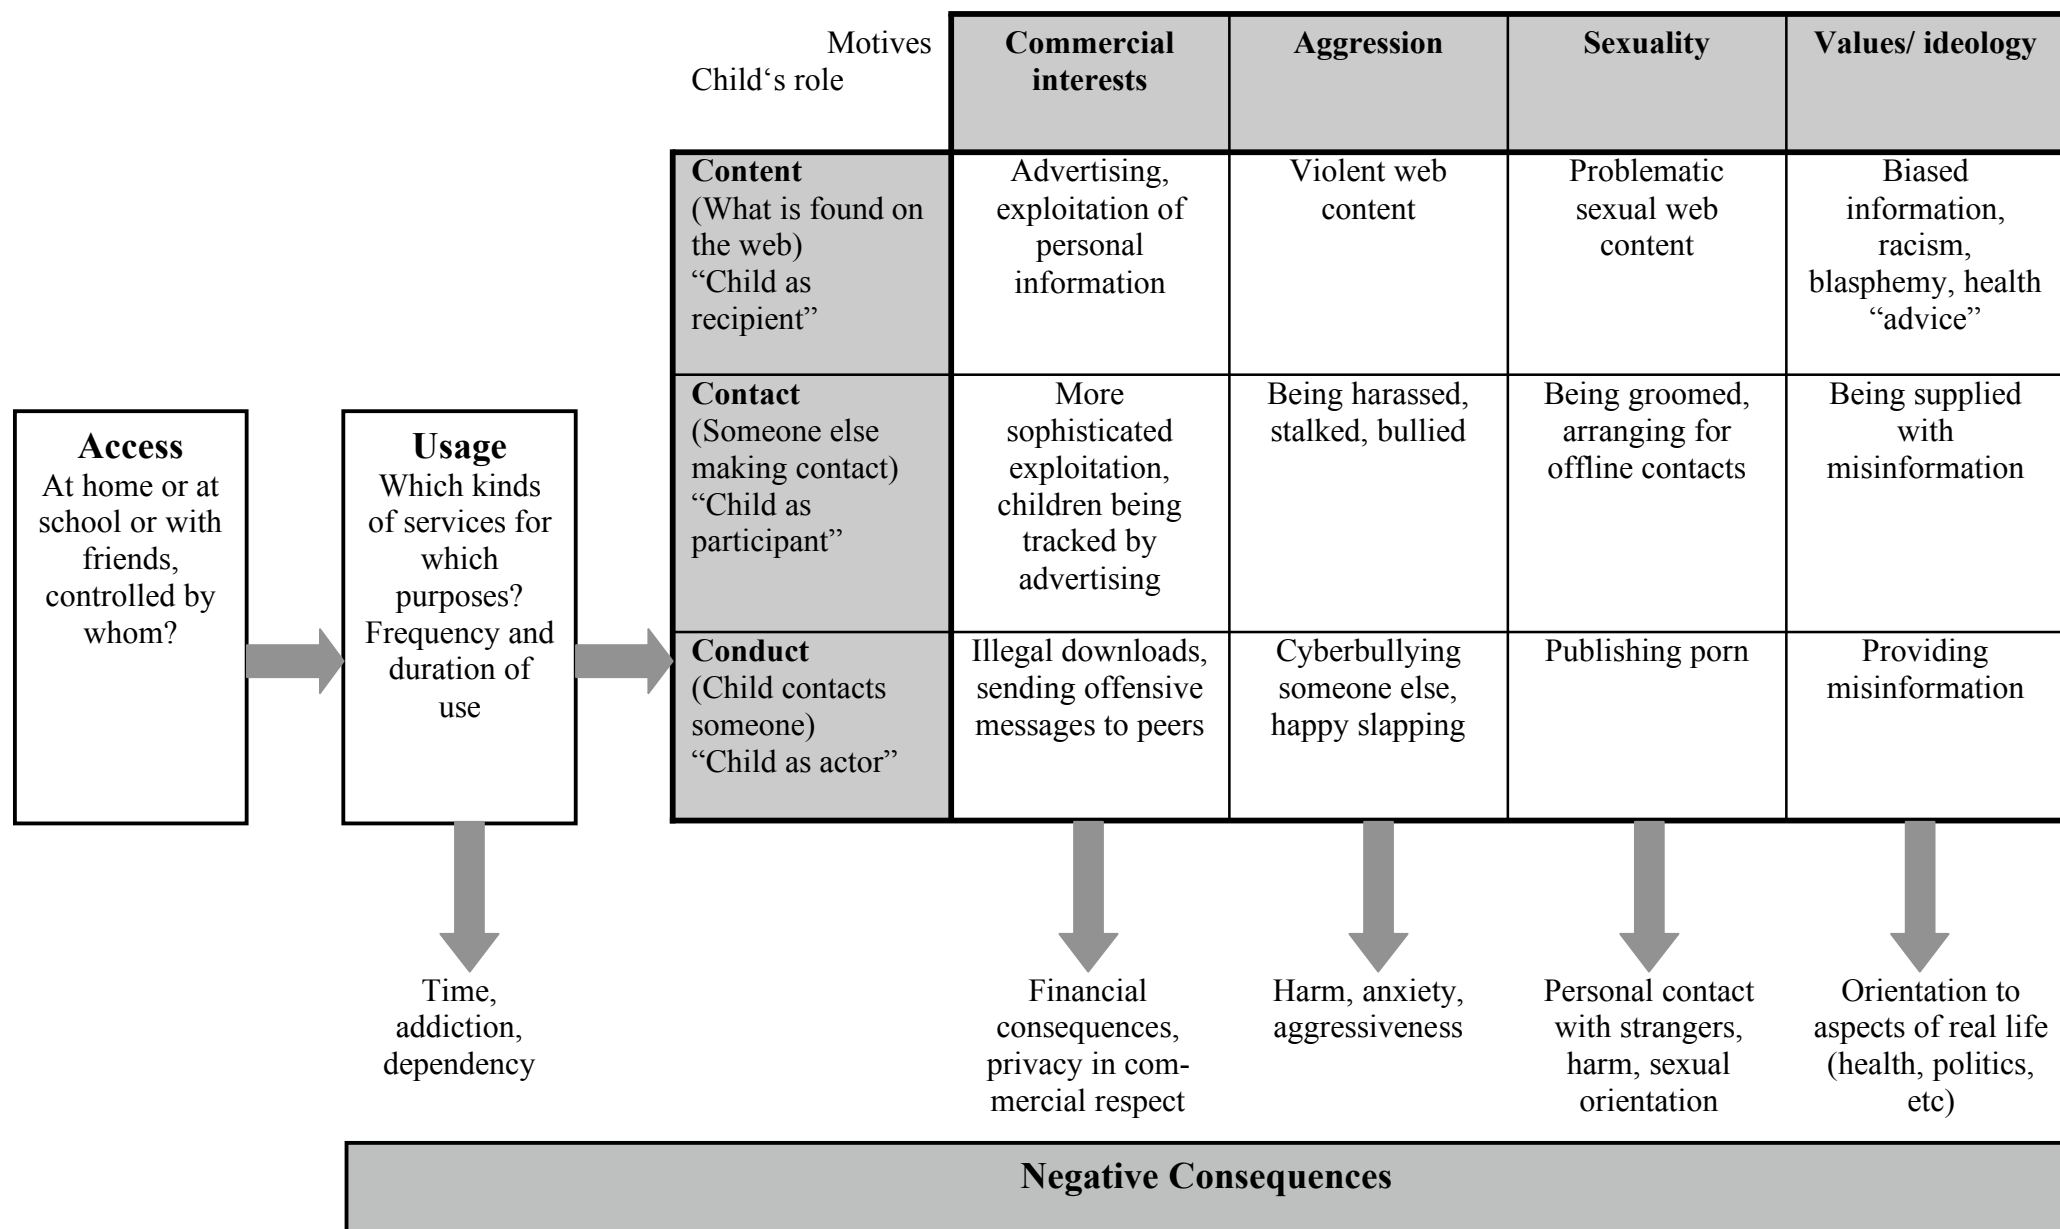 Motives
Child‘s role
Commercial
interests
Aggression
Sexuality
Values/ ideology
Content
(What is found on
the web)
“Child as
recipient”
Advertising,
exploitation of
personal
information
Violent web
content
Problematic
sexual web
content
Biased
information,
racism,
blasphemy, health
“advice”
Access
At home or at
school or with
friends,
controlled by
whom?
Usage
Which kinds
of services for
which
purposes?
Frequency and
duration of
use
Contact
(Someone else
making contact)
“Child as
participant”
More
sophisticated
exploitation,
children being
tracked by
advertising
Being harassed,
stalked, bullied
Being groomed,
arranging for
offline contacts
Being supplied
with
misinformation
Conduct
(Child contacts
someone)
“Child as actor”
Illegal downloads,
sending offensive
messages to peers
Cyberbullying
someone else,
happy slapping
Publishing porn
Providing
misinformation
Time,
addiction,
dependency
Financial
consequences,
privacy in com-
mercial respect
Harm, anxiety,
aggressiveness
Personal contact
with strangers,
harm, sexual
orientation
Orientation to
aspects of real life
(health, politics,
etc)
Negative Consequences